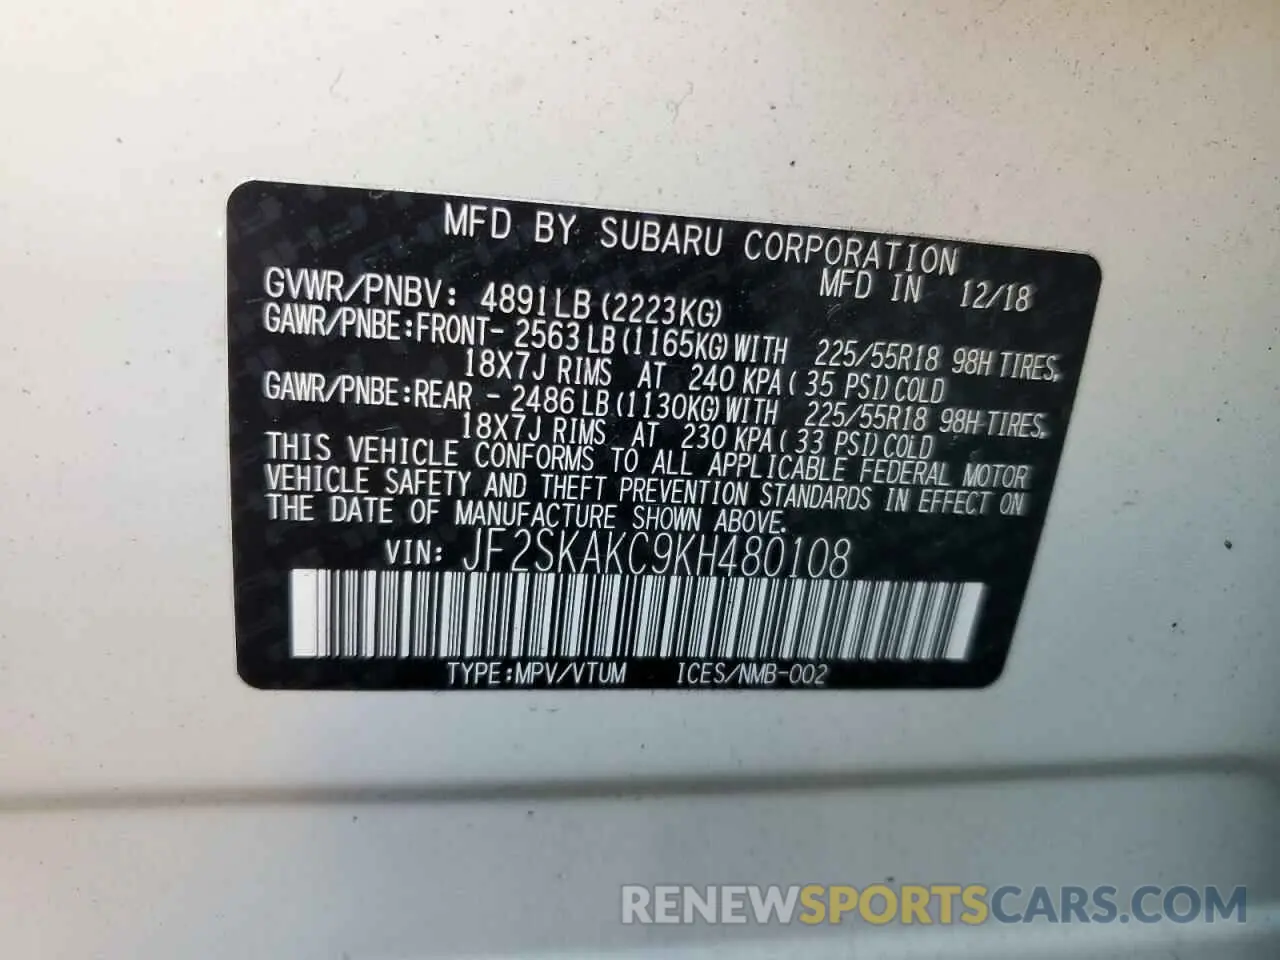 MFD BY SUBARU CORPORATION
MFD IN 12/18
GVWR/PNBV: 4891LB (2223KG)
GAWR/PNBE:FRONT- 2563 LB (1165KG) WITH 225/55R18 98H TIRES,
18X7J RIMS AT 240 KPA ( 35 PSI) COLD
GAWR/PNBE:REAR - 2486 LB (1130KG) WITH 225/55R18 98H TIRES,
18X7J RIMS AT 230 KPA ( 33 PSI) COLD
THIS VEHICLE CONFORMS TO ALL APPLICABLE FEDERAL MOTOR
VEHICLE SAFETY AND THEFT PREVENTION STANDARDS IN EFFECT ON
THE DATE OF MANUFACTURE SHOWN ABOVE.
VIN: JF2SKAKC9KH480108
TYPE:MPV/VTUM ICES/NMB-002
RENEWSPORTSCARS.COM